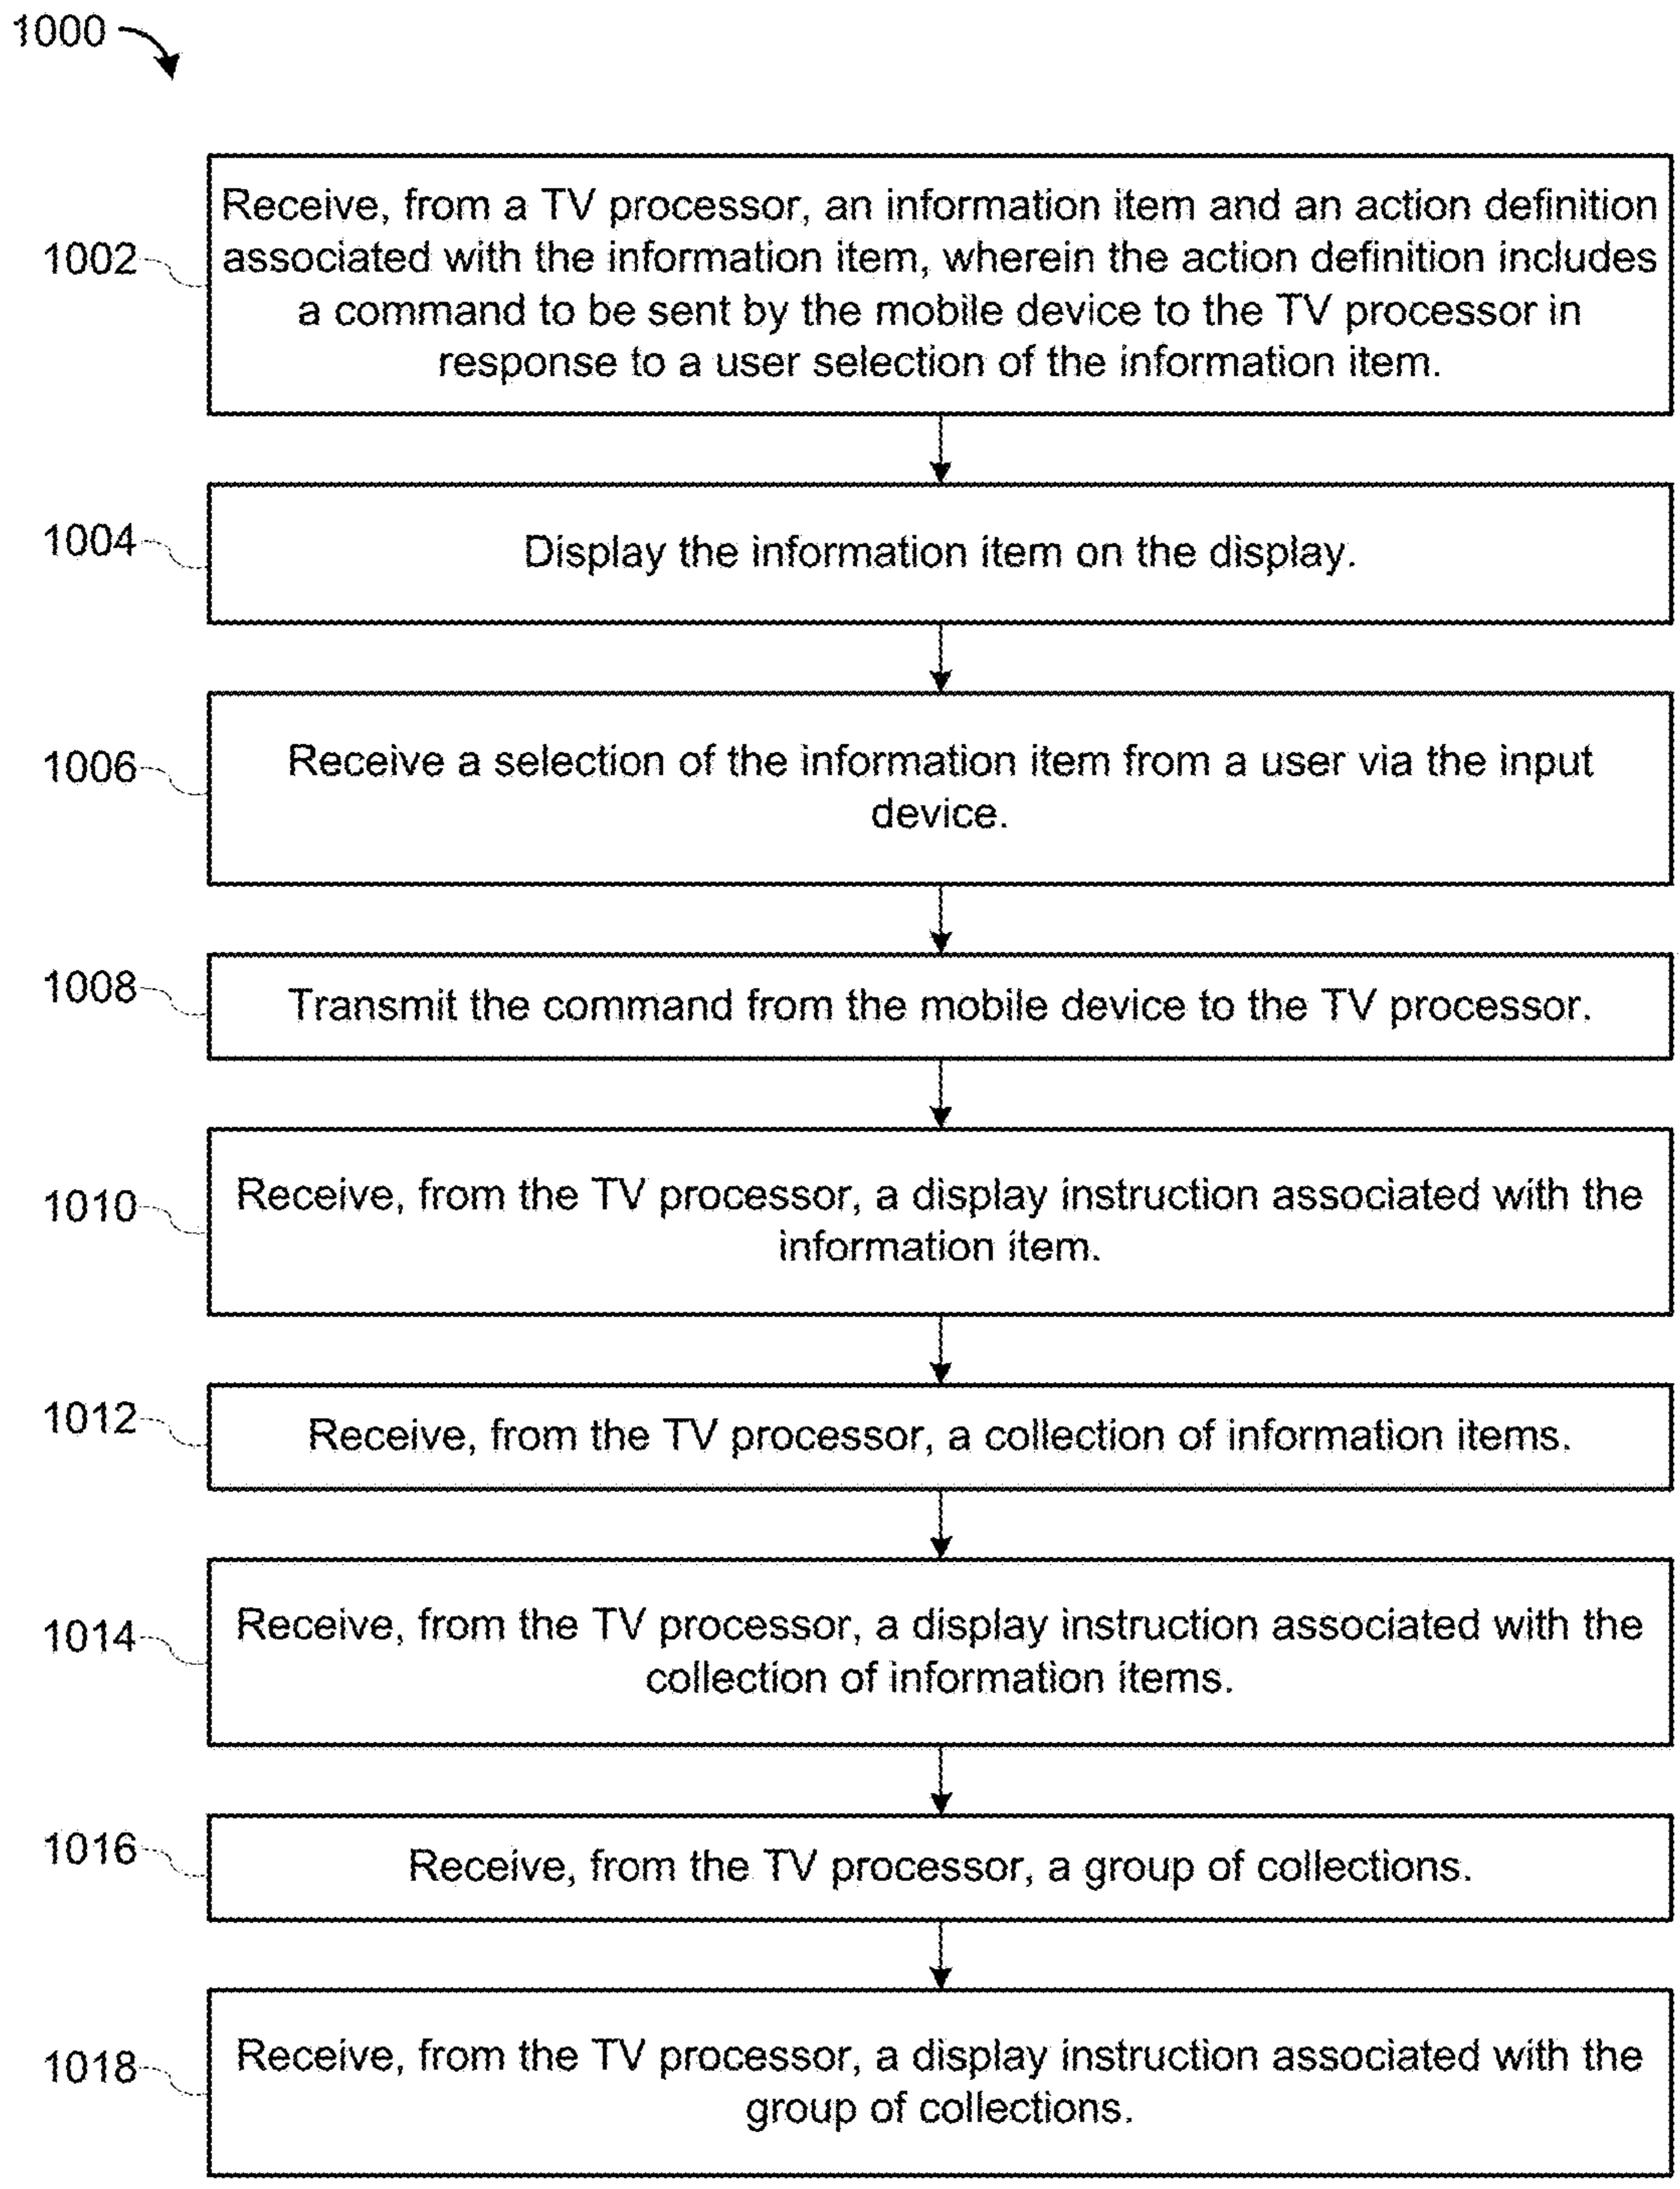 1000
1002
Receive, from a TV processor, an information item and an action definition
associated with the information item, wherein the action definition includes
a command to be sent by the mobile device to the TV processor in
response to a user selection of the information item.
1004
Display the information item on the display.
1006
Receive a selection of the information item from a user via the input
device.
1008
Transmit the command from the mobile device to the TV processor.
1010
Receive, from the TV processor, a display instruction associated with the
information item.
1012
Receive, from the TV processor, a collection of information items.
1014
Receive, from the TV processor, a display instruction associated with the
collection of information items.
1016
Receive, from the TV processor, a group of collections.
1018
Receive, from the TV processor, a display instruction associated with the
group of collections.